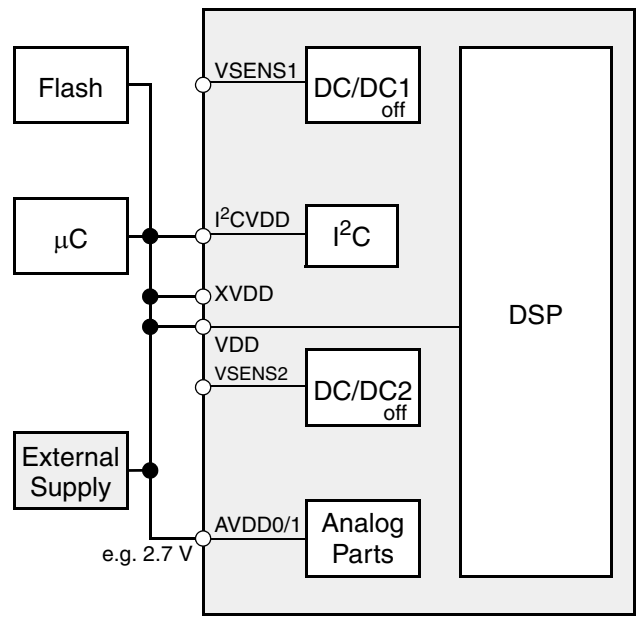 Flash
VSENS1
DC/DC1
off
μC
I²CVDD
I²C
XVDD
DSP
VDD
VSENS2
DC/DC2
off
External
Supply
AVDD0/1
Analog
Parts
e.g. 2.7 V